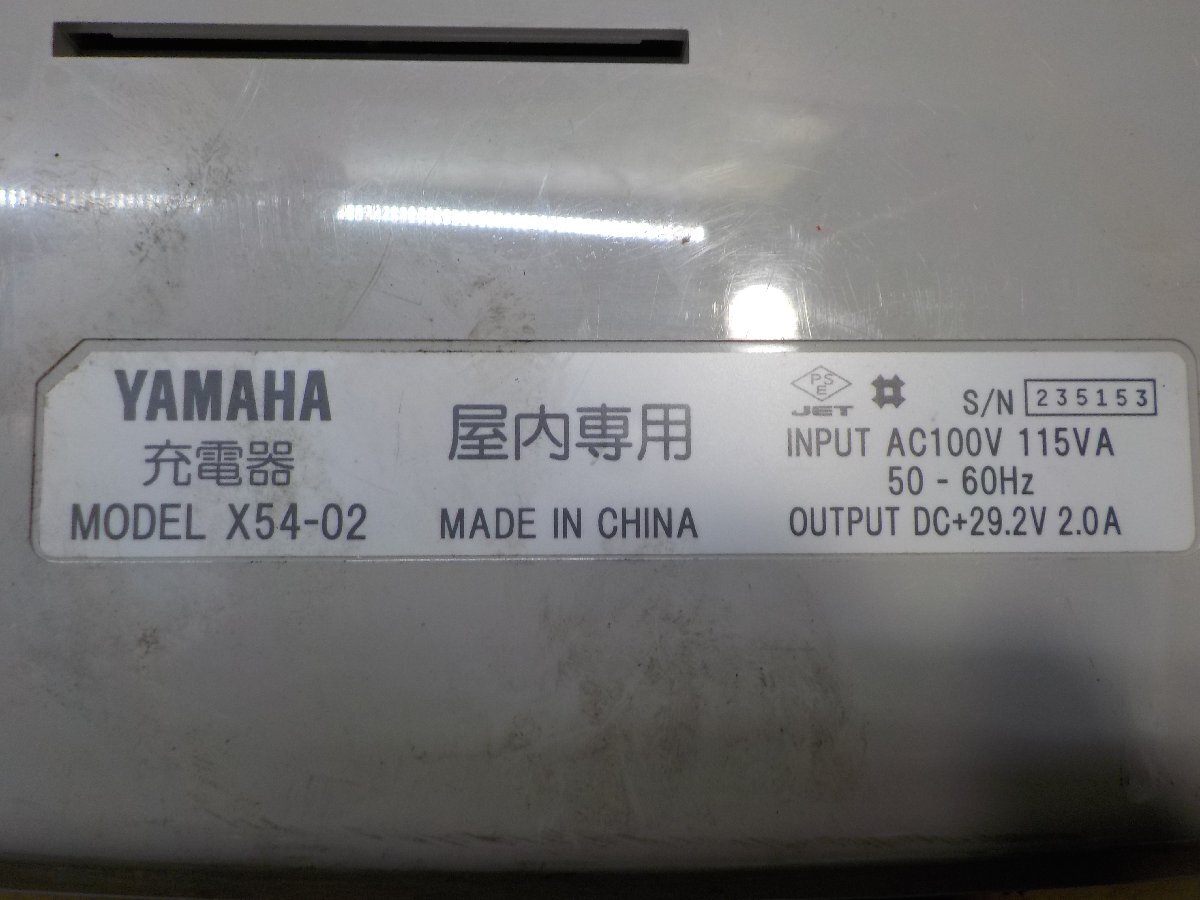 YAMAHA
充電器
MODEL X54-02
屋内専用
MADE IN CHINA
PSE
JET
S/N 235153
INPUT AC100V 115VA
50 - 60Hz
OUTPUT DC+29.2V 2.0A